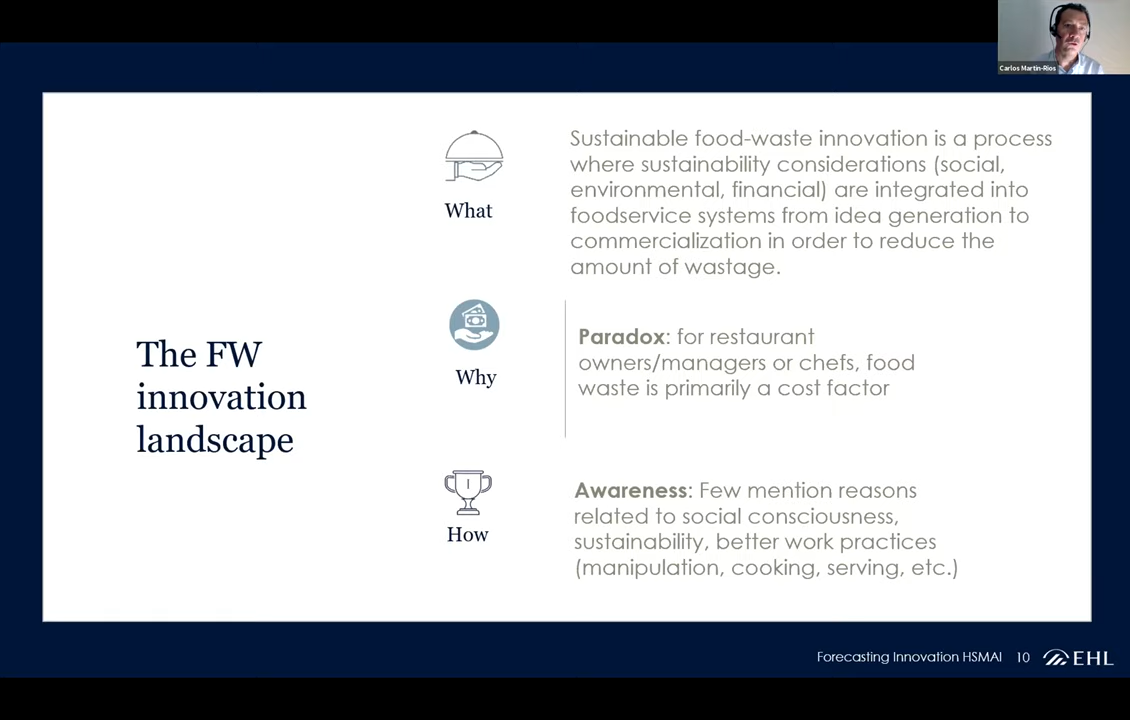 Carlos Martin-Rios
The FW
innovation
landscape
What
Sustainable food-waste innovation is a process
where sustainability considerations (social,
environmental, financial) are integrated into
foodservice systems from idea generation to
commercialization in order to reduce the
amount of wastage.
Why
Paradox: for restaurant
owners/managers or chefs, food
waste is primarily a cost factor
How
Awareness: Few mention reasons
related to social consciousness,
sustainability, better work practices
(manipulation, cooking, serving, etc.)
Forecasting Innovation HSMAI 10 EHL